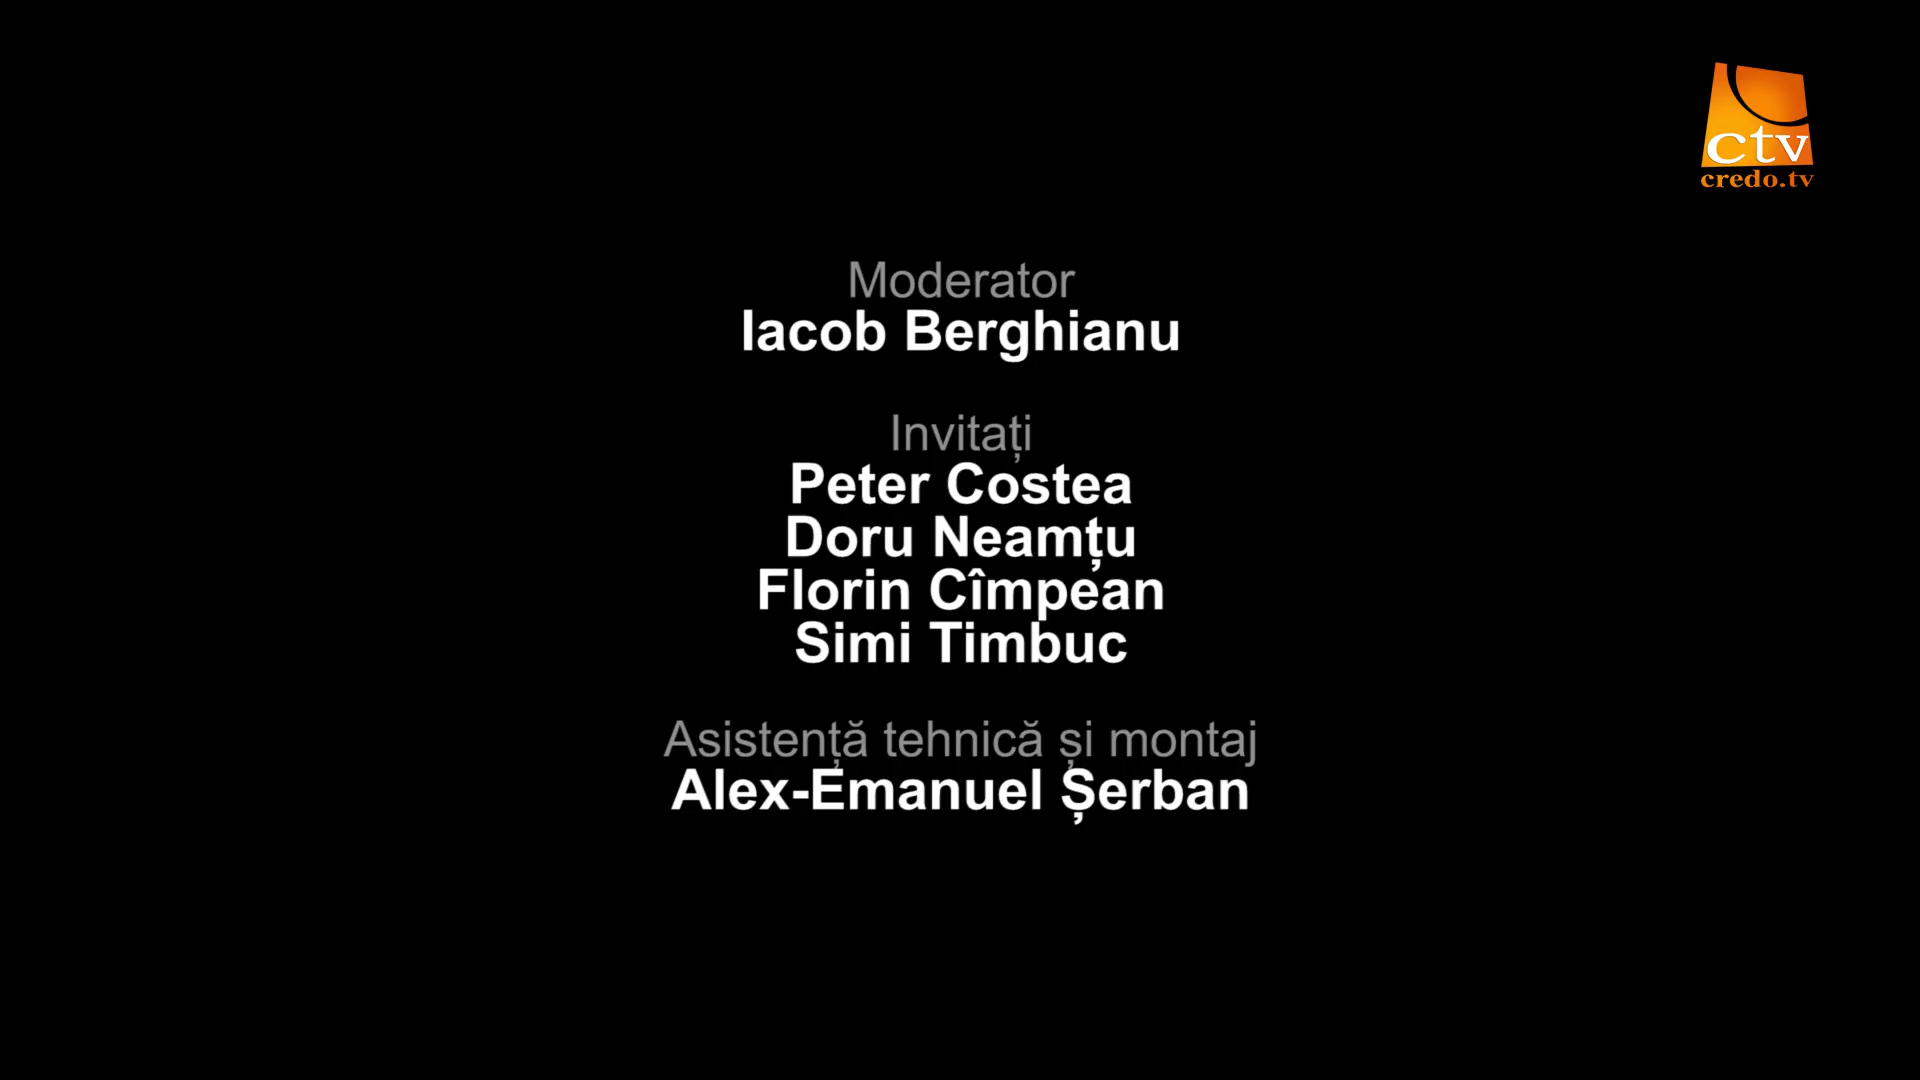 ctv
credo.tv
Moderator
Iacob Berghianu
Invitați
Peter Costea
Doru Neamțu
Florin Cîmpean
Simi Timbuc
Asistență tehnică și montaj
Alex-Emanuel Șerban